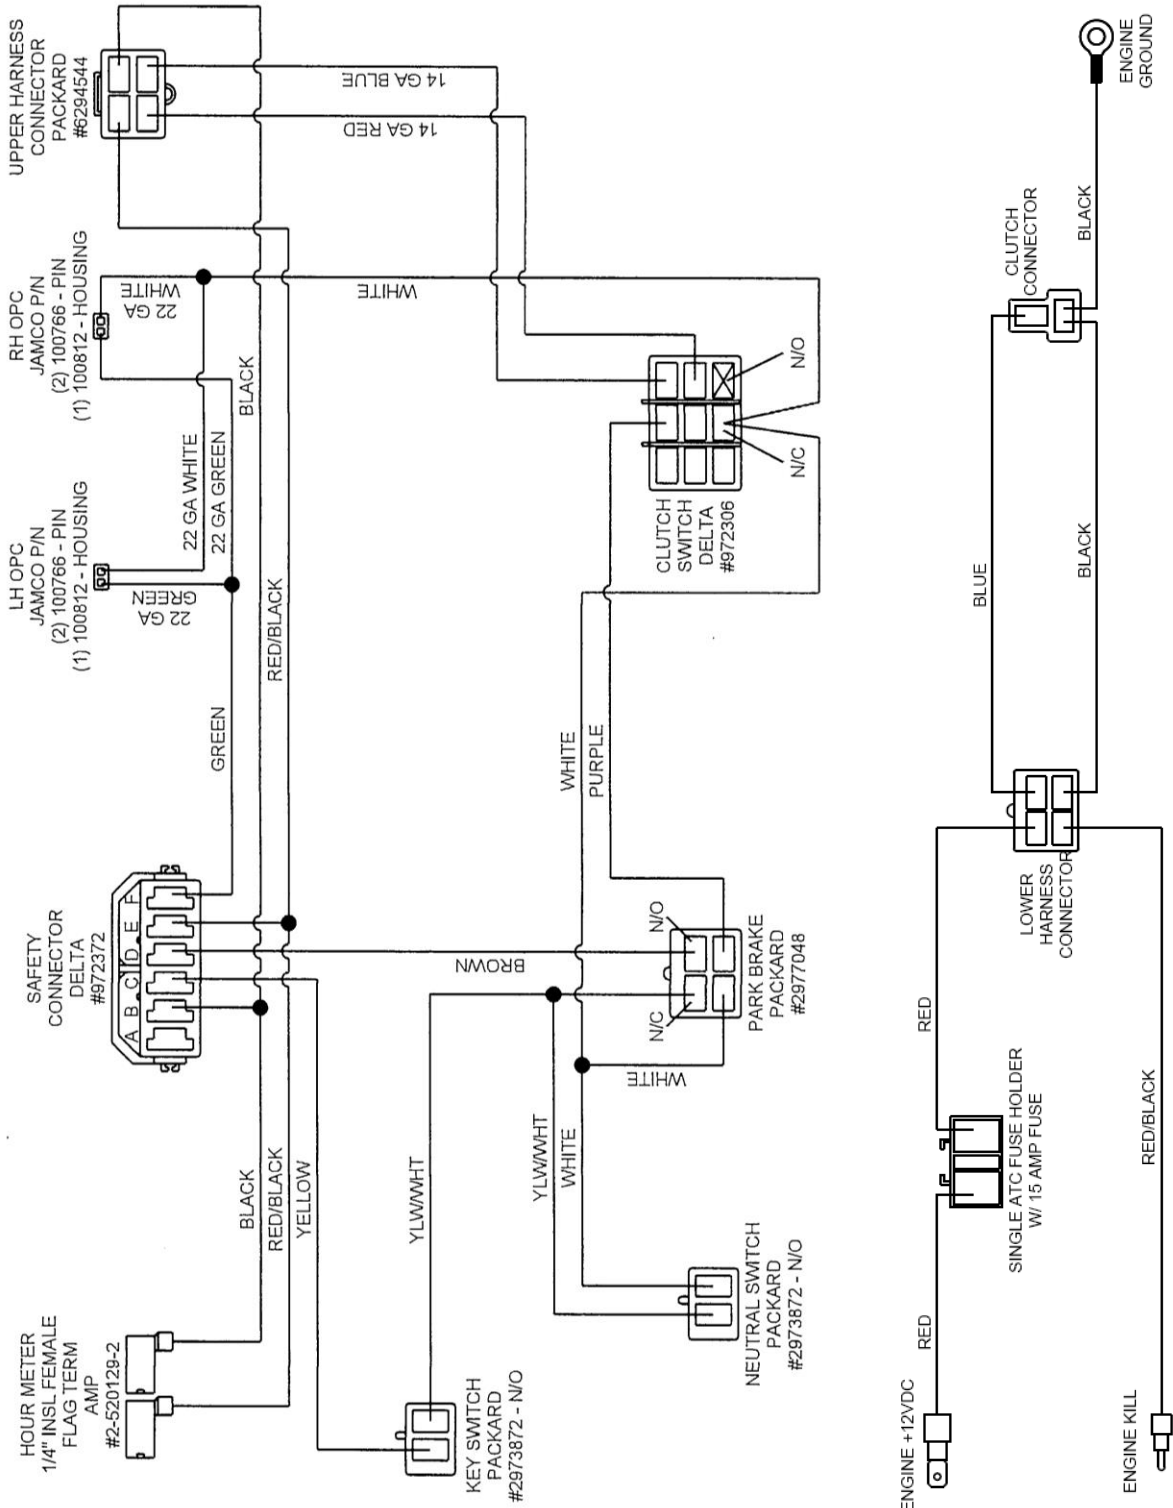 UPPER HARNESS
CONNECTOR
PACKARD
#6294544
14 GA BLUE
14 GA RED
RH OPC
JAMCO P/N
(2) 100766 - PIN
(1) 100812 - HOUSING
22 GA
WHITE
WHITE
BLACK
LH OPC
JAMCO P/N
(2) 100766 - PIN
(1) 100812 - HOUSING
22 GA WHITE
22 GA GREEN
22 GA
GREEN
RED/BLACK
GREEN
SAFETY
CONNECTOR
DELTA
#972372
A B C D E F
BROWN
HOUR METER
1/4" INSL FEMALE
FLAG TERM
AMP
#2-520129-2
BLACK
RED/BLACK
YELLOW
YLW/WHT
KEY SWITCH
PACKARD
#2973872 - N/O
N/O
N/C
CLUTCH
SWITCH
DELTA
#972306
WHITE
PURPLE
N/O
N/C
PARK BRAKE
PACKARD
#2977048
WHITE
YLW/WHT
WHITE
NEUTRAL SWITCH
PACKARD
#2973872 - N/O
ENGINE
GROUND
BLACK
CLUTCH
CONNECTOR
BLUE
BLACK
LOWER
HARNESS
CONNECTOR
RED
SINGLE ATC FUSE HOLDER
W/ 15 AMP FUSE
RED
RED/BLACK
ENGINE +12VDC
ENGINE KILL